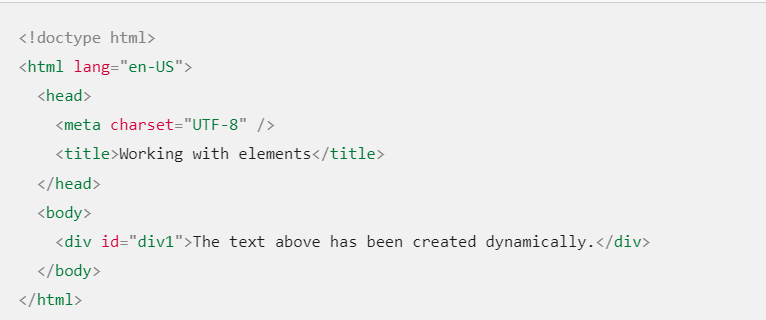 <!doctype html>
<html lang="en-US">
  <head>
    <meta charset="UTF-8" />
    <title>Working with elements</title>
  </head>
  <body>
    <div id="div1">The text above has been created dynamically.</div>
  </body>
</html>